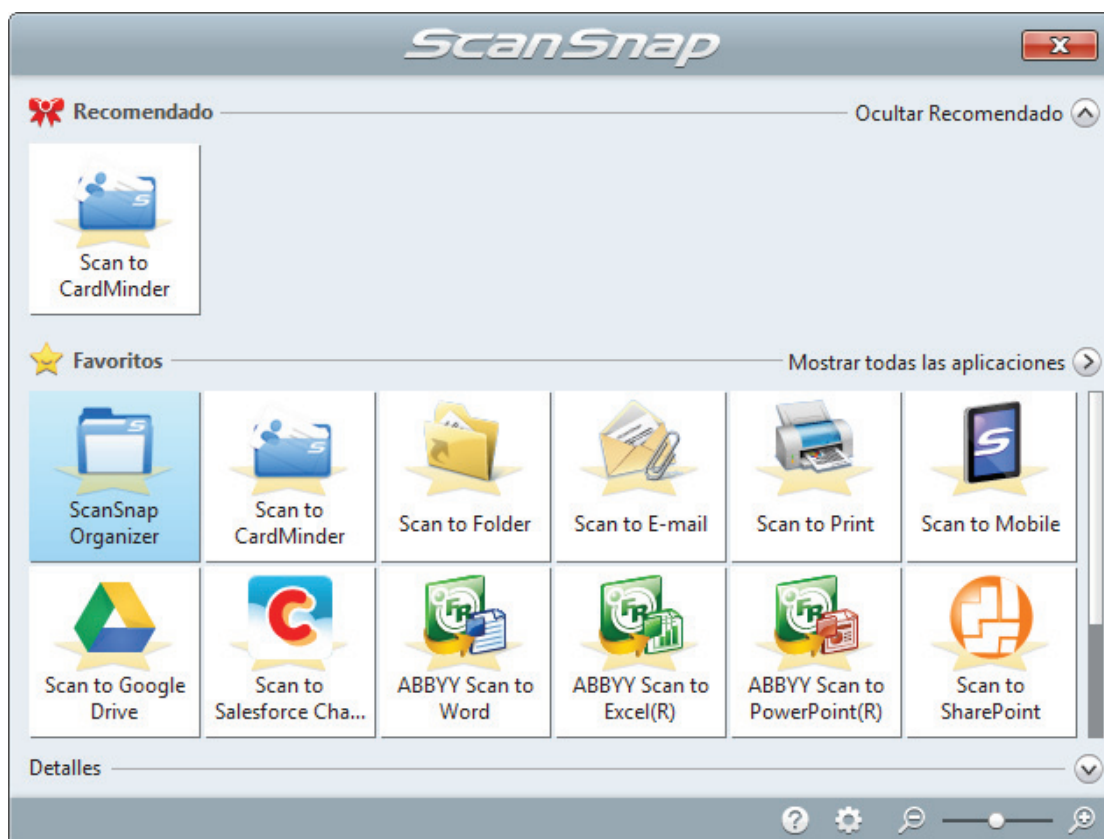 ScanSnap
Recomendado
Ocultar Recomendado
Scan to
CardMinder
Favoritos
Mostrar todas las aplicaciones
ScanSnap
Organizer
Scan to
CardMinder
Scan to Folder
Scan to E-mail
Scan to Print
Scan to Mobile
Scan to Google
Drive
Scan to
Salesforce Cha...
ABBYY Scan to
Word
ABBYY Scan to
Excel(R)
ABBYY Scan to
PowerPoint(R)
Scan to
SharePoint
Detalles